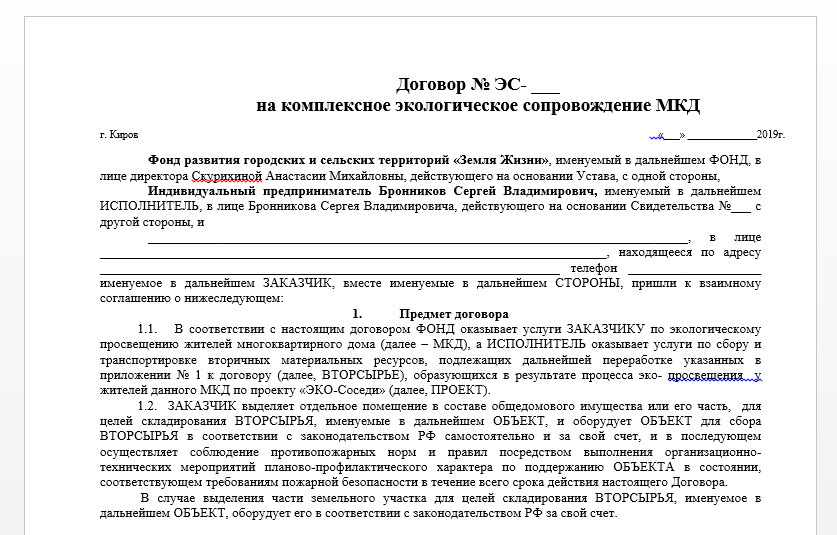 Договор № ЭС- ___
на комплексное экологическое сопровождение МКД
г. Киров «___» ____________2019г.
Фонд развития городских и сельских территорий «Земля Жизни», именуемый в дальнейшем ФОНД, в
лице директора Скурихиной Анастасии Михайловны, действующего на основании Устава, с одной стороны,
Индивидуальный предприниматель Бронников Сергей Владимирович, именуемый в дальнейшем
ИСПОЛНИТЕЛЬ, в лице Бронникова Сергея Владимировича, действующего на основании Свидетельства №___ с
другой стороны, и
________________________________________________________________, в лице
____________________________________________________________, находящееся по адресу
______________________________________________________ телефон ________________
именуемое в дальнейшем ЗАКАЗЧИК, вместе именуемые в дальнейшем СТОРОНЫ, пришли к взаимному
соглашению о нижеследующем:
1. Предмет договора
1.1. В соответствии с настоящим договором ФОНД оказывает услуги ЗАКАЗЧИКУ по экологическому
просвещению жителей многоквартирного дома (далее – МКД), а ИСПОЛНИТЕЛЬ оказывает услуги по сбору и
транспортировке вторичных материальных ресурсов, подлежащих дальнейшей переработке указанных в
приложении № 1 к договору (далее, ВТОРСЫРЬЕ), образующихся в результате процесса эко- просвещения у
жителей данного МКД по проекту «ЭКО-Соседи» (далее, ПРОЕКТ).
1.2. ЗАКАЗЧИК выделяет отдельное помещение в составе общедомового имущества или его часть, для
целей складирования ВТОРСЫРЬЯ, именуемые в дальнейшем ОБЪЕКТ, и оборудует ОБЪЕКТ для сбора
ВТОРСЫРЬЯ в соответствии с законодательством РФ самостоятельно и за свой счет, и в последующем
осуществляет соблюдение противопожарных норм и правил посредством выполнения организационно-
технических мероприятий планово-профилактического характера по поддержанию ОБЪЕКТА в состоянии,
соответствующем требованиям пожарной безопасности в течение всего срока действия настоящего Договора.
В случае выделения части земельного участка для целей складирования ВТОРСЫРЬЯ, именуемое в
дальнейшем ОБЪЕКТ, оборудует его в соответствии с законодательством РФ за свой счет.